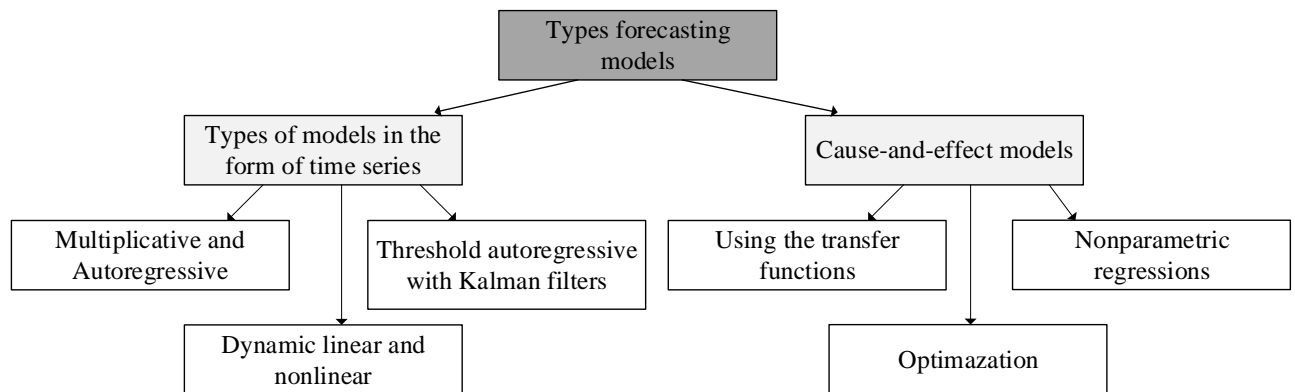 Types forecasting
models
Types of models in the
form of time series
Cause-and-effect models
Multiplicative and
Autoregressive
Threshold autoregressive
with Kalman filters
Using the transfer
functions
Nonparametric
regressions
Dynamic linear and
nonlinear
Optimazation